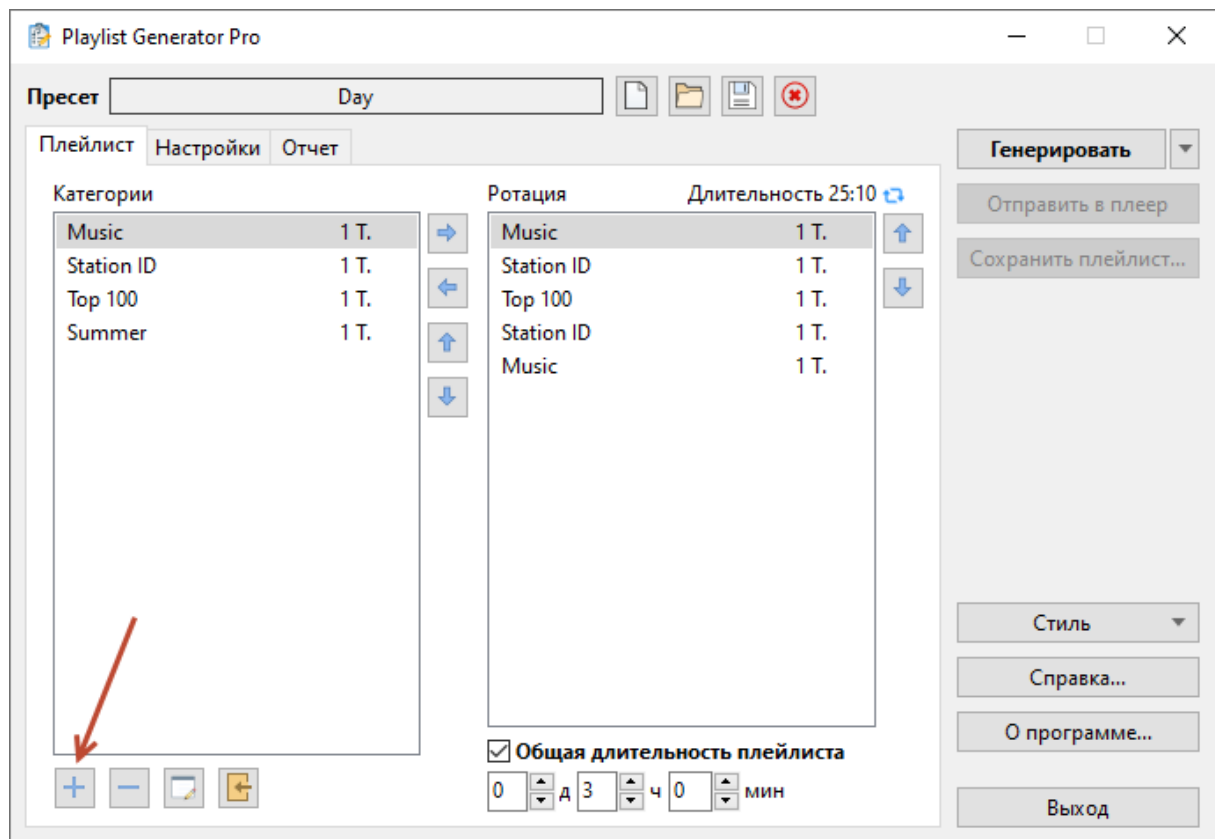 Playlist Generator Pro
Пресет Day
Плейлист Настройки Отчет
Категории
Music 1 Т.
Station ID 1 Т.
Top 100 1 Т.
Summer 1 Т.
Ротация Длительность 25:10
Music 1 Т.
Station ID 1 Т.
Top 100 1 Т.
Station ID 1 Т.
Music 1 Т.
Общая длительность плейлиста
0 д 3 ч 0 мин
Генерировать
Отправить в плеер
Сохранить плейлист...
Стиль
Справка...
О программе...
Выход